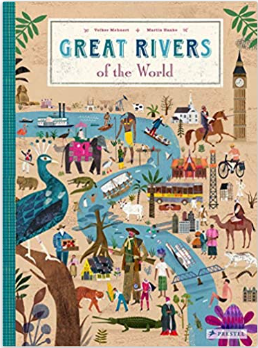 Volker Mehnert
Martin Haake
GREAT RIVERS
of the World
PRESTEL